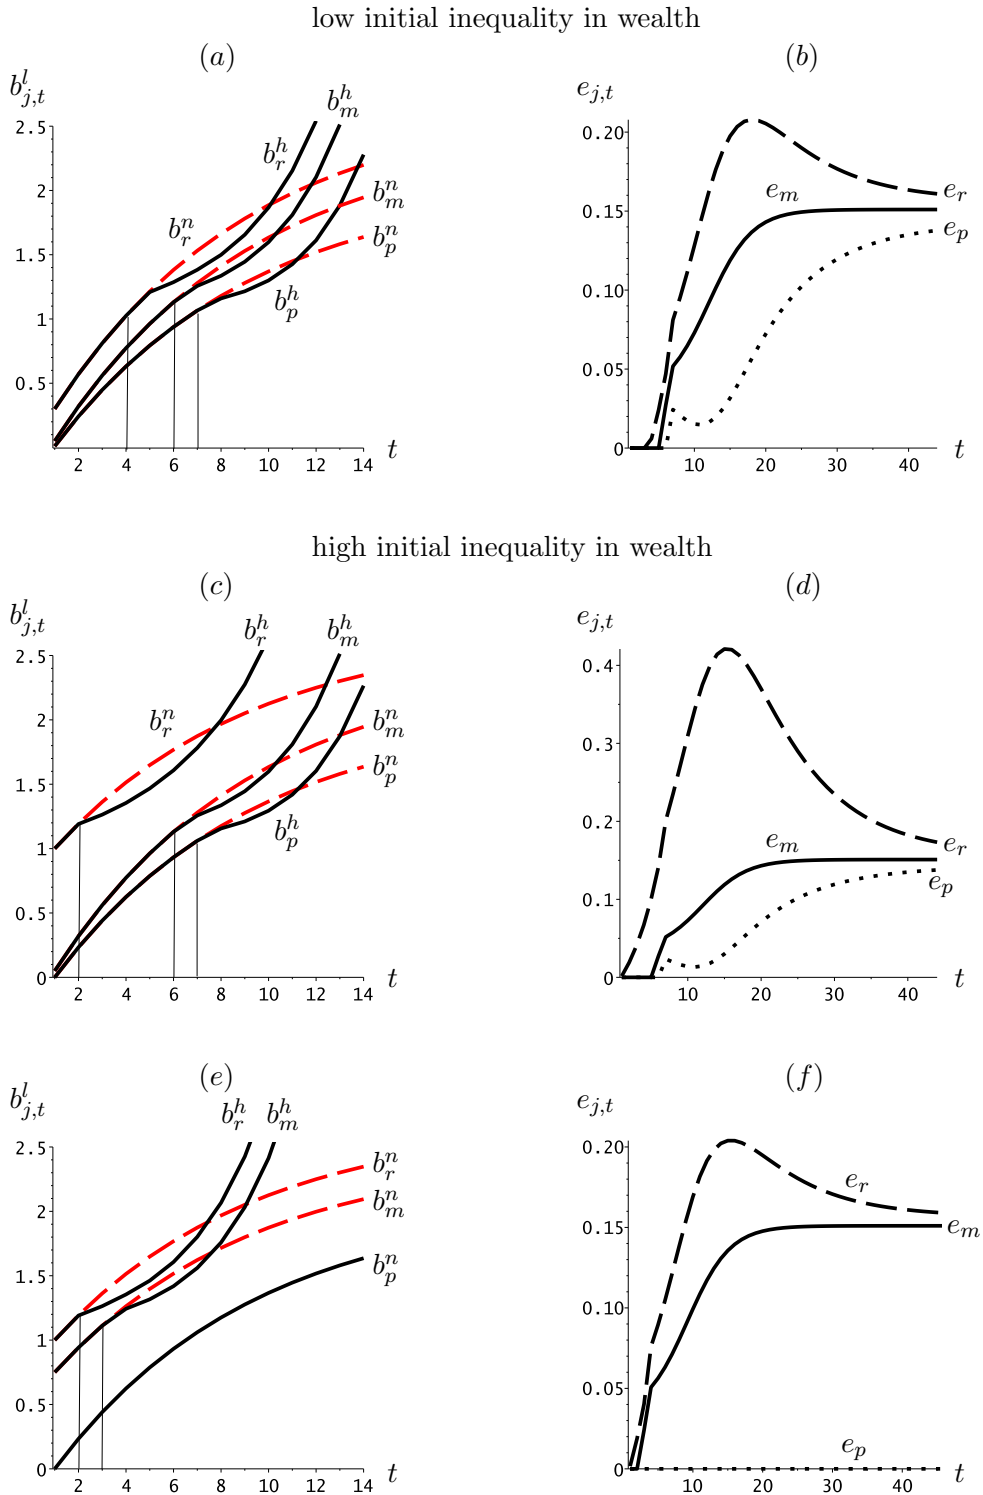 low initial inequality in wealth
(a) (b)
b^l_{j,t} e_{j,t}
b^h_m
2.5
0.20
b^h_r
2
b^n_m
e_m
e_r
0.15
b^n_r
b^n_p
e_p
1.5
b^h_p
0.10
1
0.5
0.05
0
2 4 6 8 10 12 14 t
10 20 30 40 t
high initial inequality in wealth
(c) (d)
b^l_{j,t} e_{j,t}
b^h_r b^h_m
2.5
0.4
2
b^n_r
b^n_m
0.3
b^n_p
1.5
0.2
b^h_p
e_m
e_r
1
e_p
0.1
0.5
0 0
2 4 6 8 10 12 14 t
10 20 30 40 t
(e) (f)
b^l_{j,t} e_{j,t}
b^h_r b^h_m
2.5
0.20
b^n_r
e_r
2
b^n_m
0.15
e_m
b^n_p
1.5
0.10
1
0.05
0.5
e_p
0 0
2 4 6 8 10 12 14 t
10 20 30 40 t